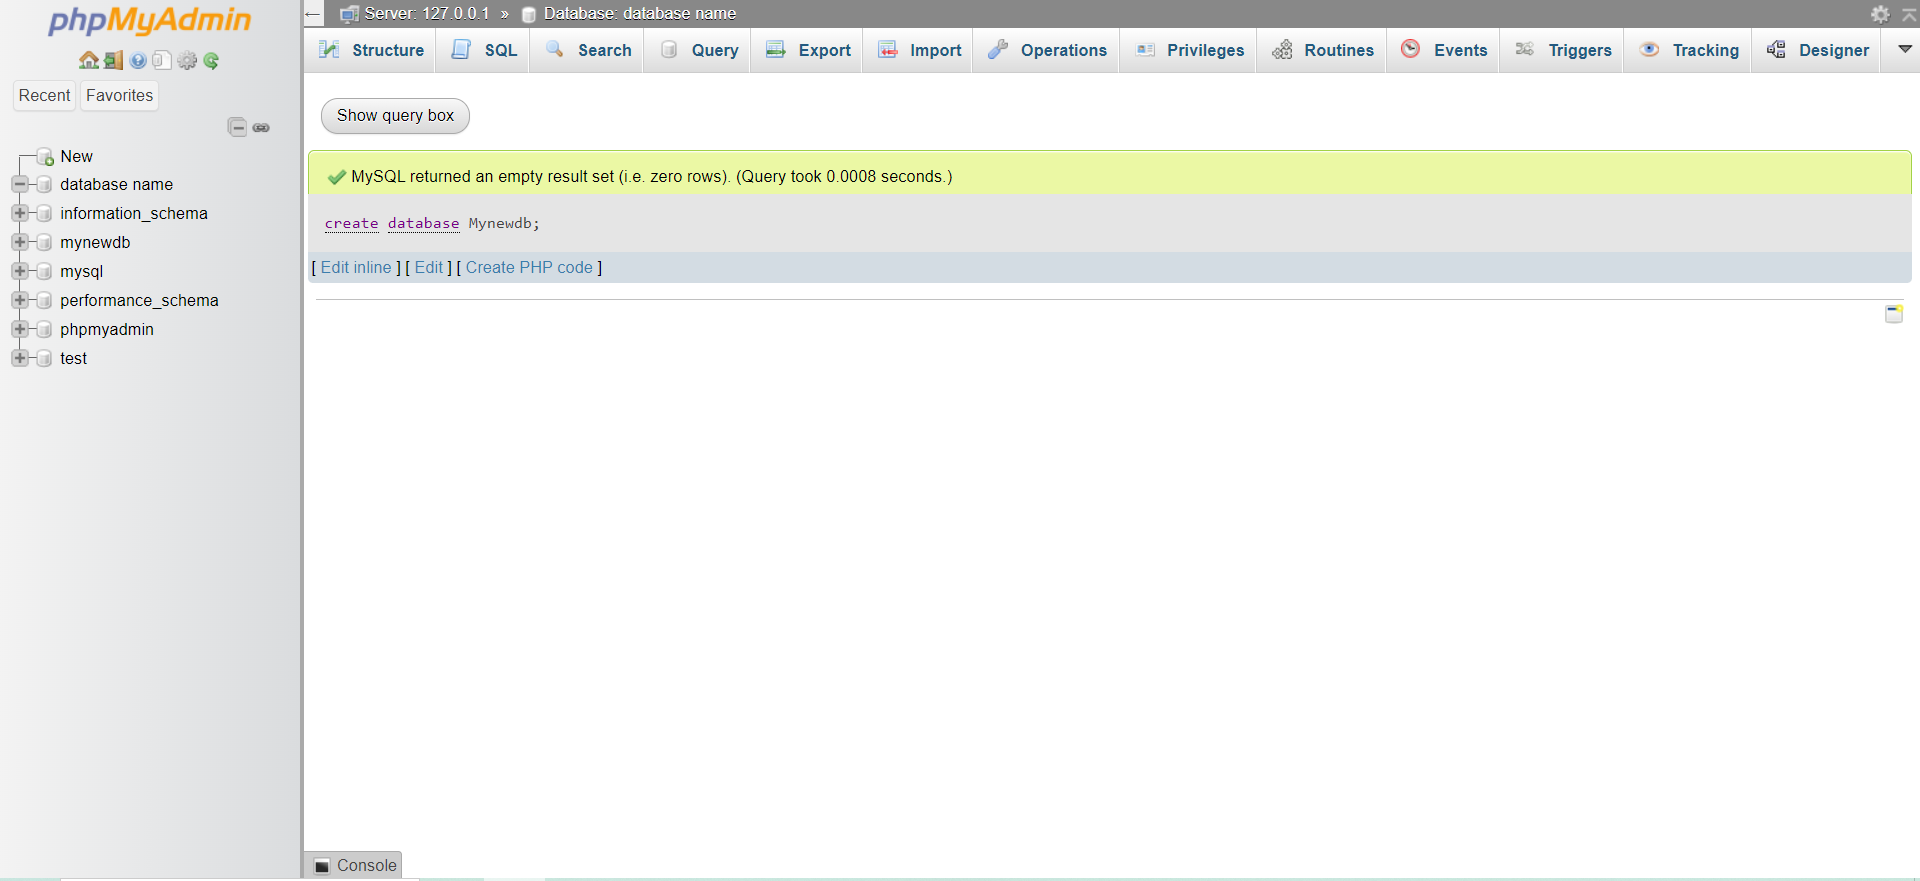 phpMyAdmin
Recent Favorites
New
database name
information_schema
mynewdb
mysql
performance_schema
phpmyadmin
test
← Server: 127.0.0.1 » Database: database name
Structure SQL Search Query Export Import Operations Privileges Routines Events Triggers Tracking Designer
Show query box
MySQL returned an empty result set (i.e. zero rows). (Query took 0.0008 seconds.)
create database Mynewdb;
[ Edit inline ] [ Edit ] [ Create PHP code ]
Console